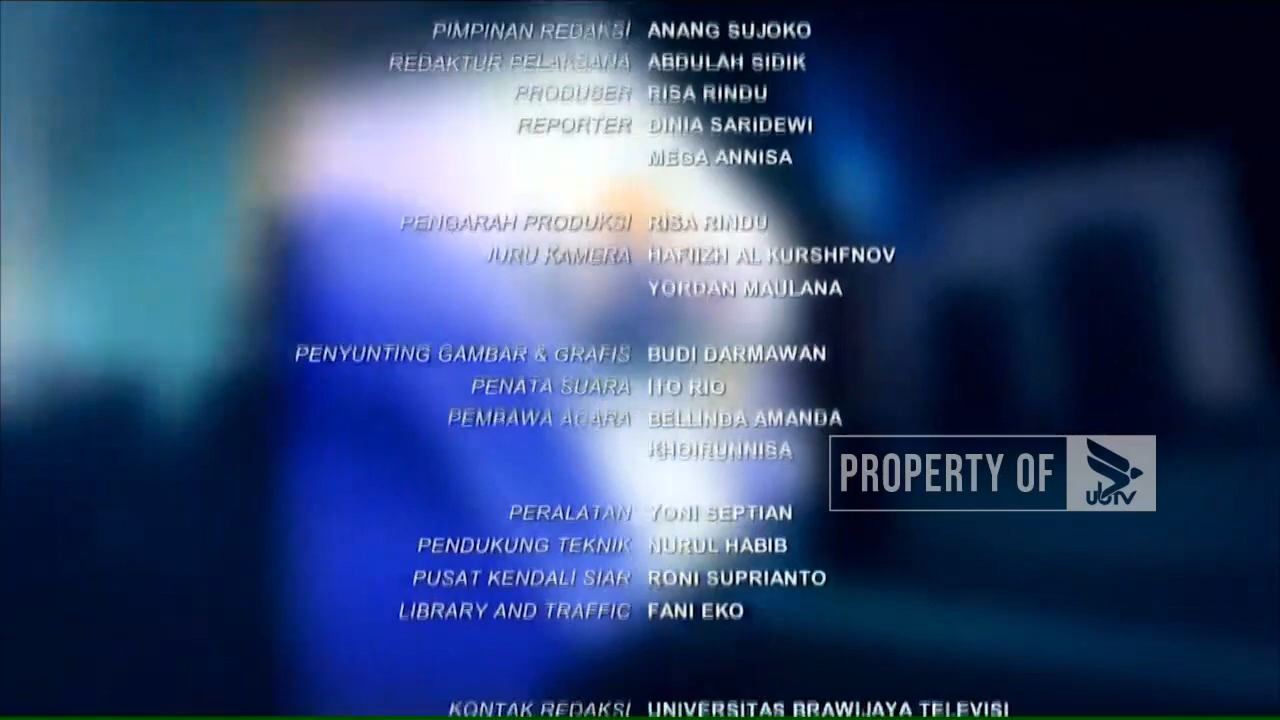 PIMPINAN REDAKSI ANANG SUJOKO
REDAKTUR PELAKSANA ABDULAH SIDIK
PRODUSER RISA RINDU
REPORTER DINIA SARIDEWI
MEGA ANNISA
PENGARAH PRODUKSI RISA RINDU
JURU KAMERA HAFIIZH AL KURSHFNOV
YORDAN MAULANA
PENYUNTING GAMBAR & GRAFIS BUDI DARMAWAN
PENATA SUARA ITO RIO
PEMBAWA ACARA BELLINDA AMANDA
KHOIRUNNISA
PROPERTY OF UBTV
PERALATAN YONI SEPTIAN
PENDUKUNG TEKNIK NURUL HABIB
PUSAT KENDALI SIAR RONI SUPRIANTO
LIBRARY AND TRAFFIC FANI EKO
KONTAK REDAKSI UNIVERSITAS BRAWIJAYA TELEVISI